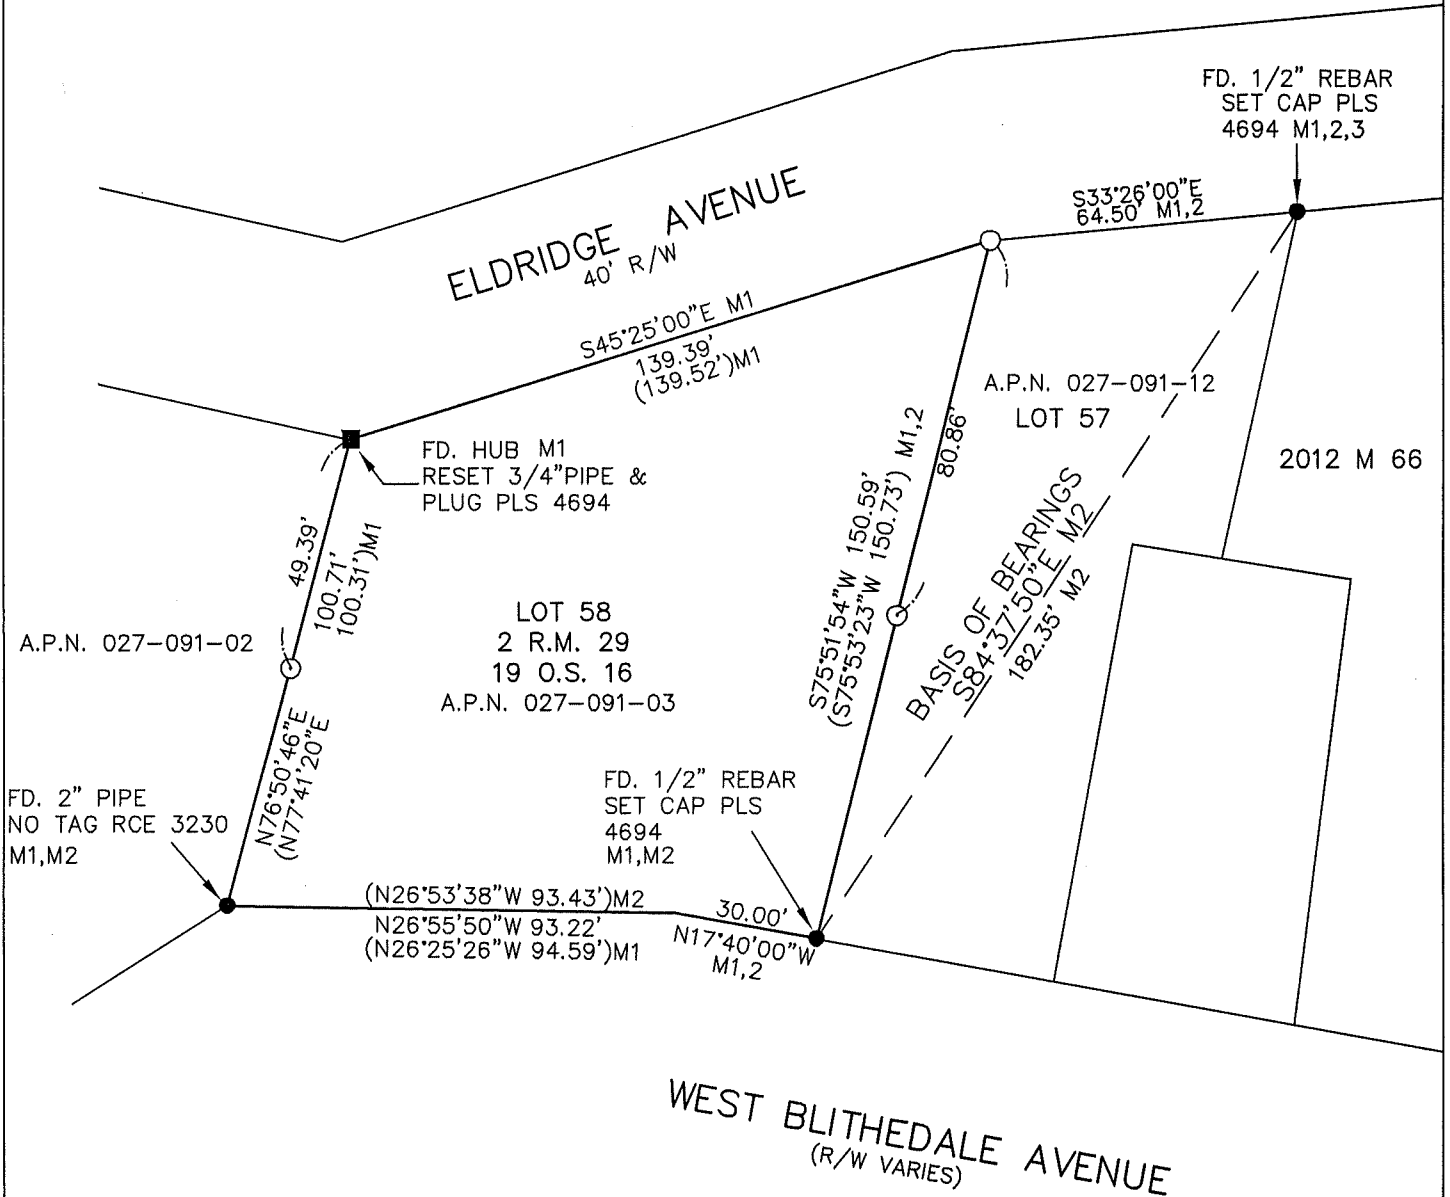 FD. 1/2" REBAR
SET CAP PLS
4694 M1,2,3
S33°26'00"E
64.50' M1,2
ELDRIDGE AVENUE
40' R/W
S45°25'00"E M1
139.39'
(139.52')M1
A.P.N. 027-091-12
LOT 57
2012 M 66
FD. HUB M1
RESET 3/4"PIPE &
PLUG PLS 4694
49.39'
100.71'
100.31')M1
N76°50'46"E
(N77°41'20"E
80.86'
S75°51'54"W 150.59'
(S75°53'23"W 150.73') M1,2
BASIS OF BEARINGS
S84°37'50"E M2
182.35' M2
LOT 58
2 R.M. 29
19 O.S. 16
A.P.N. 027-091-03
A.P.N. 027-091-02
FD. 2" PIPE
NO TAG RCE 3230
M1,M2
FD. 1/2" REBAR
SET CAP PLS
4694
M1,M2
(N26°53'38"W 93.43')M2
N26°55'50"W 93.22'
(N26°25'26"W 94.59')M1
30.00'
N17°40'00"W
M1,2
WEST BLITHEDALE AVENUE
(R/W VARIES)